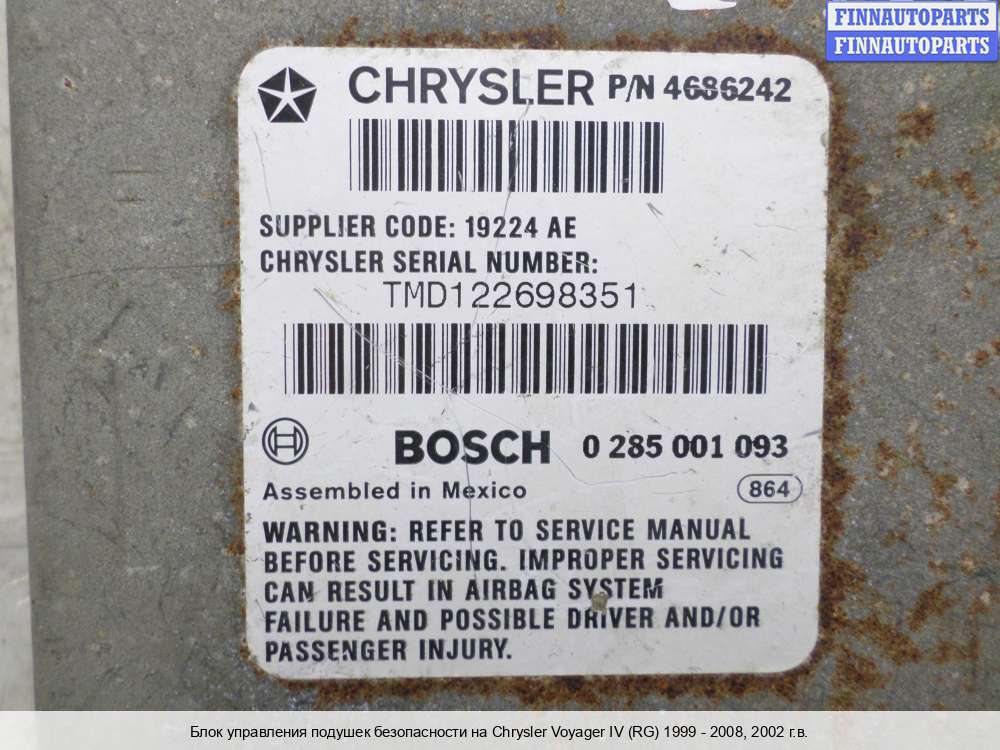 FINNAUTOPARTS
FINNAUTOPARTS
CHRYSLER P/N 4686242
SUPPLIER CODE: 19224 AE
CHRYSLER SERIAL NUMBER:
TMD122698351
BOSCH 0 285 001 093
Assembled in Mexico 864
WARNING: REFER TO SERVICE MANUAL
BEFORE SERVICING. IMPROPER SERVICING
CAN RESULT IN AIRBAG SYSTEM
FAILURE AND POSSIBLE DRIVER AND/OR
PASSENGER INJURY.
Блок управления подушек безопасности на Chrysler Voyager IV (RG) 1999 - 2008, 2002 г.в.